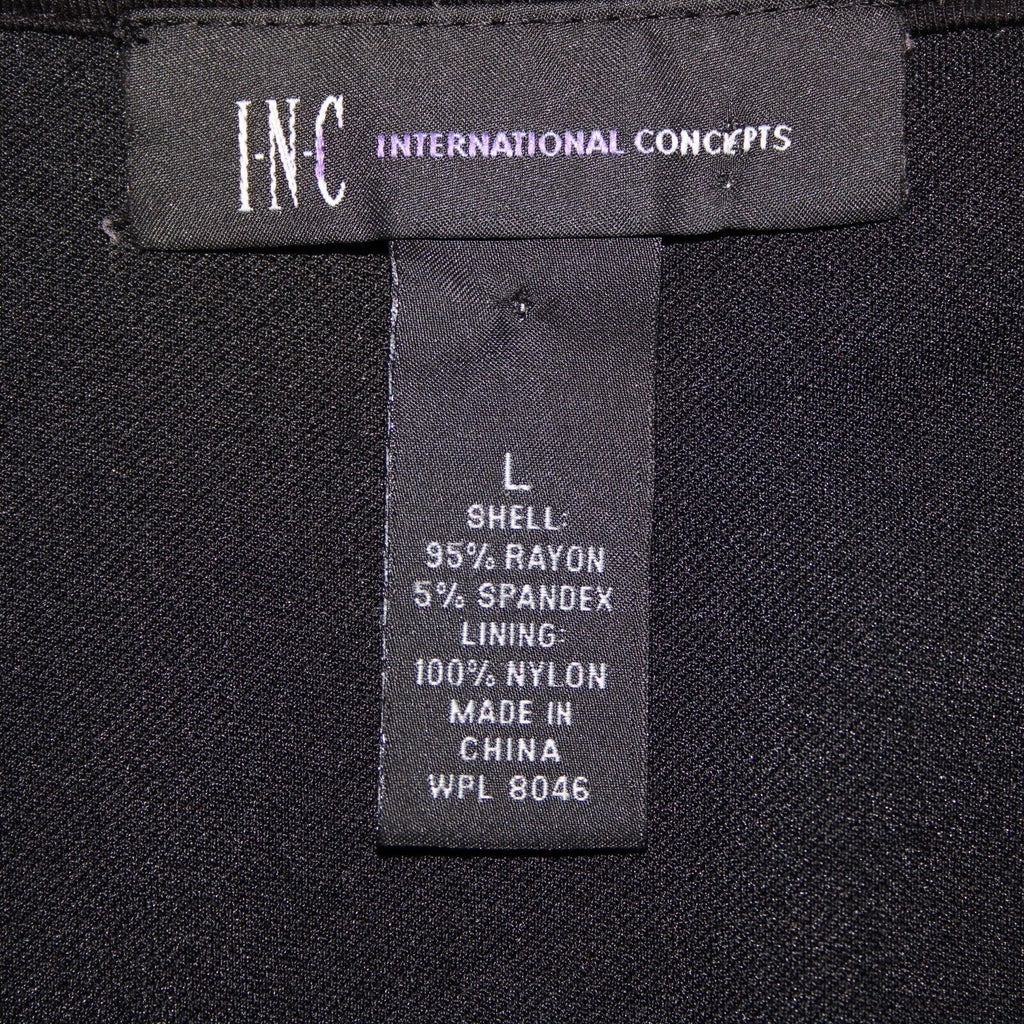 I-N-C INTERNATIONAL CONCEPTS
L
SHELL:
95% RAYON
5% SPANDEX
LINING:
100% NYLON
MADE IN
CHINA
WPL 8046